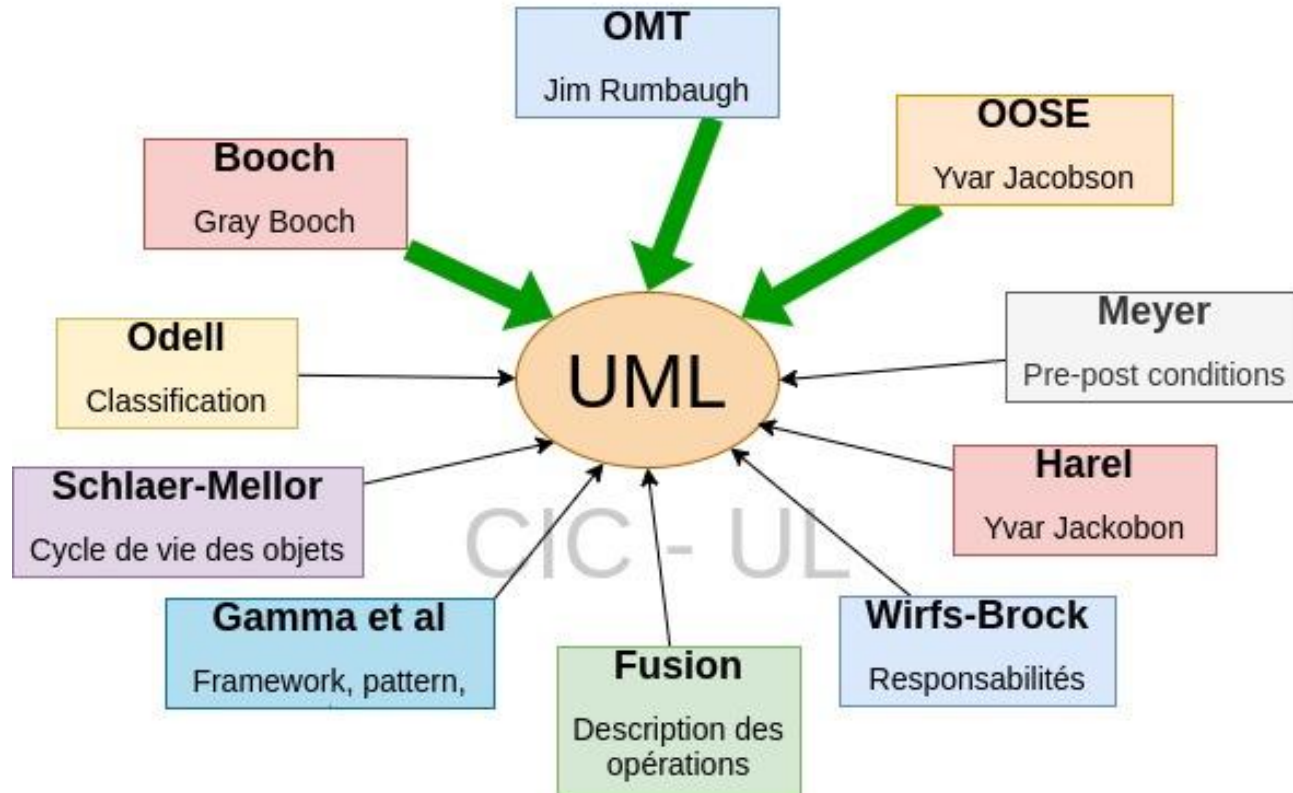 OMT
Jim Rumbaugh
OOSE
Yvar Jacobson
Booch
Gray Booch
Meyer
Pre-post conditions
Odell
Classification
UML
Harel
Yvar Jackobon
Schlaer-Mellor
Cycle de vie des objets
CIC - UL
Gamma et al
Framework, pattern,
Wirfs-Brock
Responsabilités
Fusion
Description des
opérations